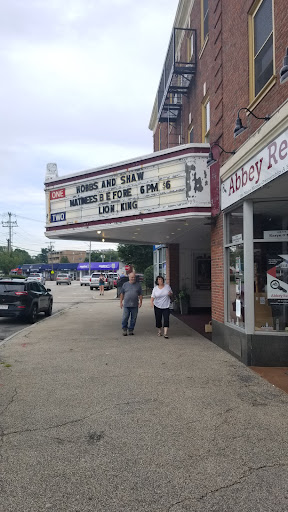 ONE
HOBBS AND SHAW
MATINEES BEFORE 6PM $6
TWO
LION KING
Abbey Re